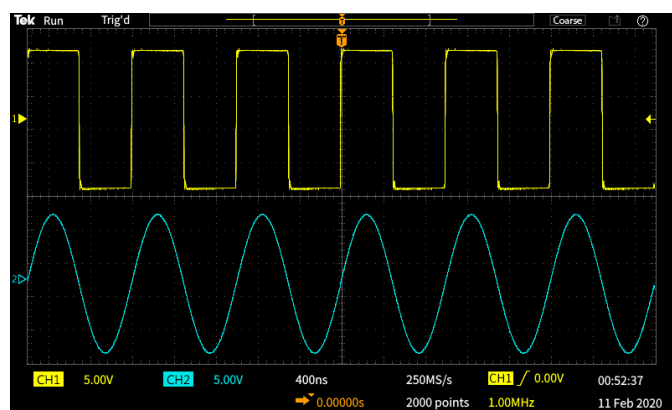 Tek Run Trig'd Coarse
T
1
2
CH1 5.00V CH2 5.00V 400ns 250MS/s CH1 0.00V 00:52:37
0.00000s 2000 points 1.00MHz 11 Feb 2020